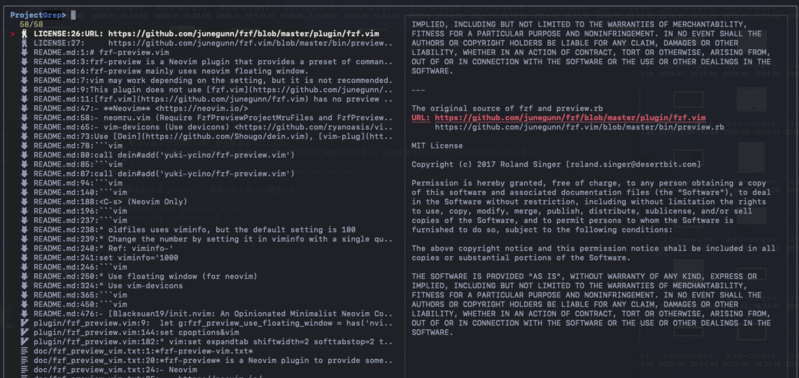 ProjectGrep>
58/58
> LICENSE:26:URL: https://github.com/junegunn/fzf/blob/master/plugin/fzf.vim
LICENSE:27:     https://github.com/junegunn/fzf.vim/blob/master/bin/preview..
README.md:1:# fzf-preview.vim
README.md:3:fzf-preview is a Neovim plugin that provides a preset of comman..
README.md:6:fzf-preview mainly uses neovim floating window.
README.md:7:vim may work depending on the setting, but it is not recommended.
README.md:9:This plugin does not use [fzf.vim](https://github.com/junegunn/..
README.md:11:[fzf.vim](https://github.com/junegunn/fzf.vim) has no preview ..
README.md:47:- **Neovim** <https://neovim.io/>
README.md:58:- neomru.vim (Require FzfPreviewProjectMruFiles and FzfPreview..
README.md:65:- vim-devicons (Use devicons) <https://github.com/ryanoasis/vi..
README.md:73:Use [Dein](https://github.com/Shougo/dein.vim), [vim-plug](htt..
README.md:78:```vim
README.md:80:call dein#add('yuki-ycino/fzf-preview.vim')
README.md:85:```vim
README.md:87:call dein#add('yuki-ycino/fzf-preview.vim')
README.md:94:```vim
README.md:140:```vim
README.md:188:<C-s> (Neovim Only)
README.md:196:```vim
README.md:237:```vim
README.md:238:" oldfiles uses viminfo, but the default setting is 100
README.md:239:" Change the number by setting it in viminfo with a single qu..
README.md:240:" Ref: viminfo-'
README.md:241:set viminfo='1000
README.md:246:```vim
README.md:250:" Use floating window (for neovim)
README.md:324:" Use vim-devicons
README.md:365:```vim
README.md:450:```vim
README.md:476:- [Blacksuan19/init.nvim: An Opinionated Minimalist Neovim Co..
plugin/fzf_preview.vim:9:  let g:fzf_preview_use_floating_window = has('nvi..
plugin/fzf_preview.vim:144:set cpoptions&vim
plugin/fzf_preview.vim:182:" vim:set expandtab shiftwidth=2 softtabstop=2 t..
doc/fzf_preview_vim.txt:1:*fzf-preview-vim.txt*
doc/fzf_preview_vim.txt:20:*fzf-preview* is a Neovim plugin to provide some..
doc/fzf_preview_vim.txt:24:- Neovim
IMPLIED, INCLUDING BUT NOT LIMITED TO THE WARRANTIES OF MERCHANTABILITY,
FITNESS FOR A PARTICULAR PURPOSE AND NONINFRINGEMENT. IN NO EVENT SHALL THE
AUTHORS OR COPYRIGHT HOLDERS BE LIABLE FOR ANY CLAIM, DAMAGES OR OTHER
LIABILITY, WHETHER IN AN ACTION OF CONTRACT, TORT OR OTHERWISE, ARISING FROM,
OUT OF OR IN CONNECTION WITH THE SOFTWARE OR THE USE OR OTHER DEALINGS IN THE
SOFTWARE.
---
The original source of fzf and preview.rb
URL: https://github.com/junegunn/fzf/blob/master/plugin/fzf.vim
https://github.com/junegunn/fzf.vim/blob/master/bin/preview.rb
MIT License
Copyright (c) 2017 Roland Singer [roland.singer@desertbit.com]
Permission is hereby granted, free of charge, to any person obtaining a copy
of this software and associated documentation files (the "Software"), to deal
in the Software without restriction, including without limitation the rights
to use, copy, modify, merge, publish, distribute, sublicense, and/or sell
copies of the Software, and to permit persons to whom the Software is
furnished to do so, subject to the following conditions:
The above copyright notice and this permission notice shall be included in all
copies or substantial portions of the Software.
THE SOFTWARE IS PROVIDED "AS IS", WITHOUT WARRANTY OF ANY KIND, EXPRESS OR
IMPLIED, INCLUDING BUT NOT LIMITED TO THE WARRANTIES OF MERCHANTABILITY,
FITNESS FOR A PARTICULAR PURPOSE AND NONINFRINGEMENT. IN NO EVENT SHALL THE
AUTHORS OR COPYRIGHT HOLDERS BE LIABLE FOR ANY CLAIM, DAMAGES OR OTHER
LIABILITY, WHETHER IN AN ACTION OF CONTRACT, TORT OR OTHERWISE, ARISING FROM,
OUT OF OR IN CONNECTION WITH THE SOFTWARE OR THE USE OR OTHER DEALINGS IN THE
SOFTWARE.